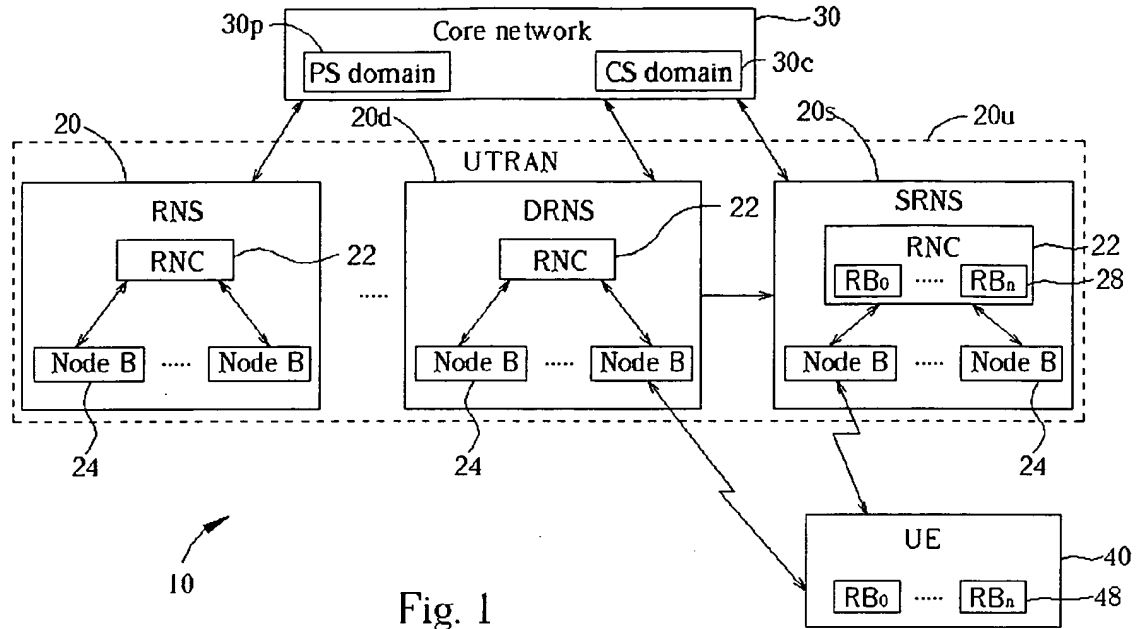 Core network
30
30p
PS domain
CS domain
30c
20
20d
20s
20u
UTRAN
RNS
DRNS
SRNS
RNC
22
RNC
22
RNC
22
RB0 ..... RBn
28
.....
Node B ..... Node B
Node B ..... Node B
Node B ..... Node B
24
24
24
UE
40
RB0 ..... RBn
48
10
Fig. 1